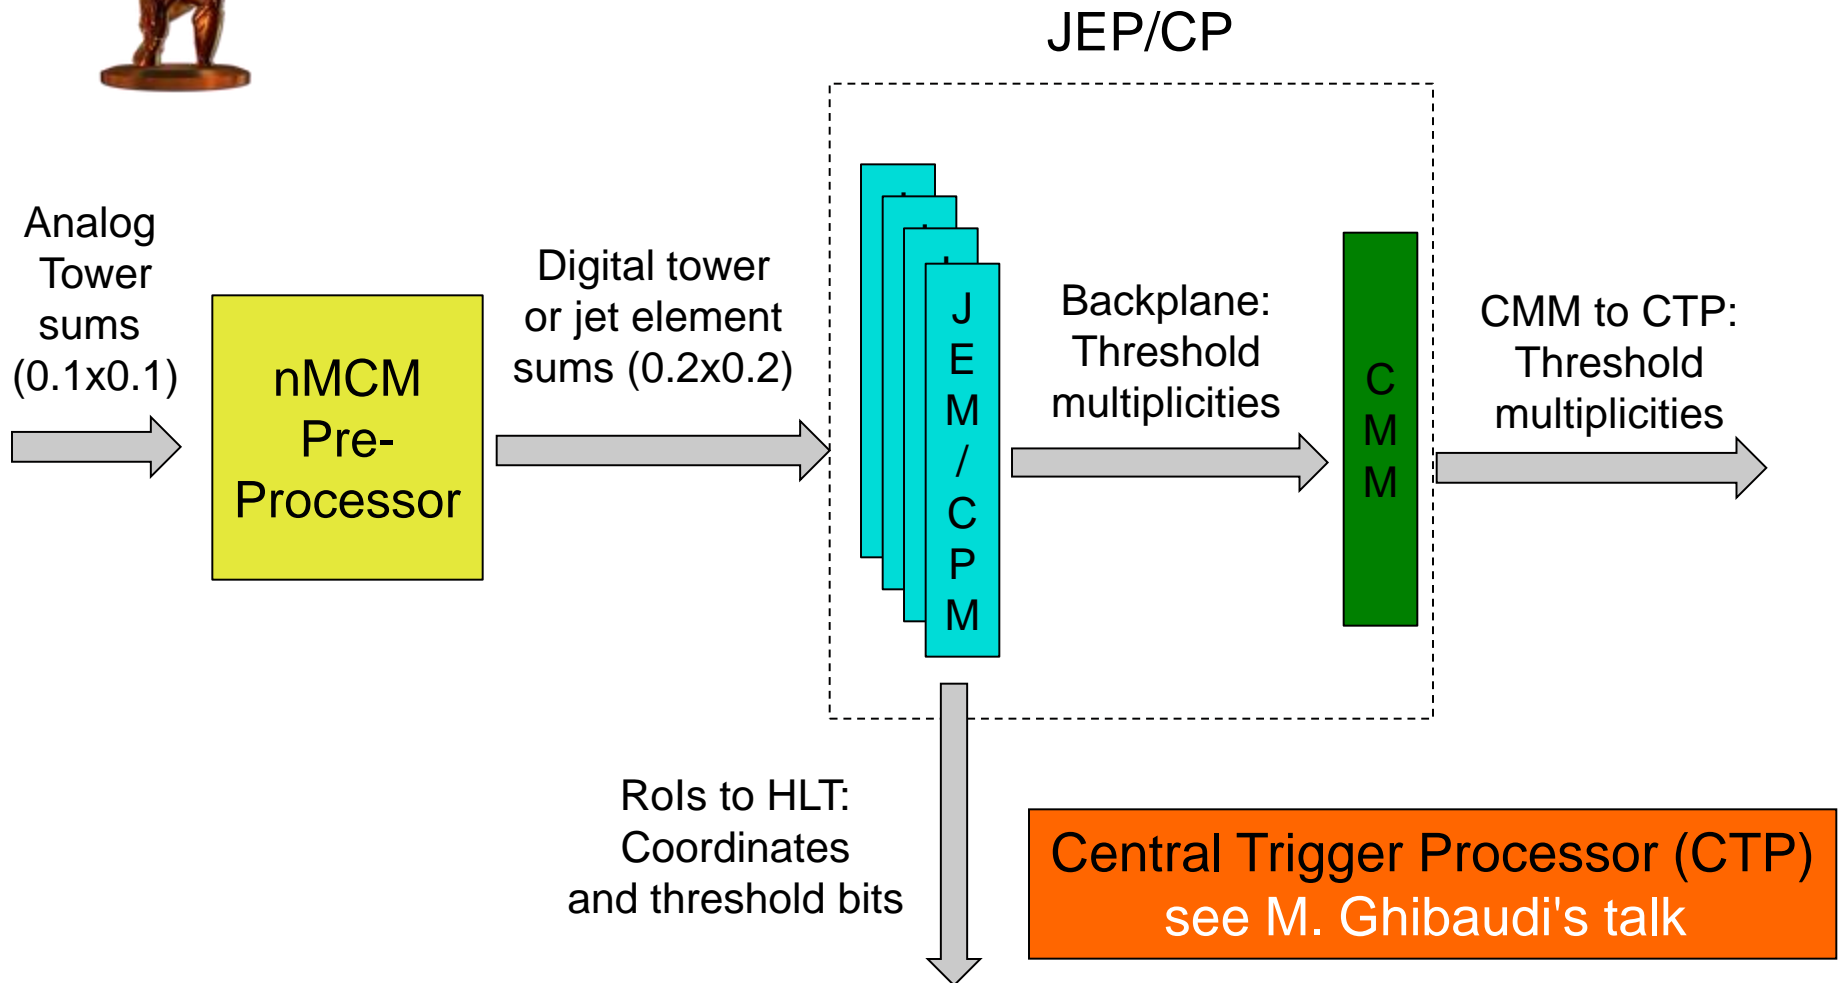 JEP/CP
Analog
Tower
sums
(0.1x0.1)
nMCM
Pre-
Processor
Digital tower
or jet element
sums (0.2x0.2)
J
E
M
/
C
P
M
Backplane:
Threshold
multiplicities
C
M
M
CMM to CTP:
Threshold
multiplicities
RoIs to HLT:
Coordinates
and threshold bits
Central Trigger Processor (CTP)
see M. Ghibaudi's talk